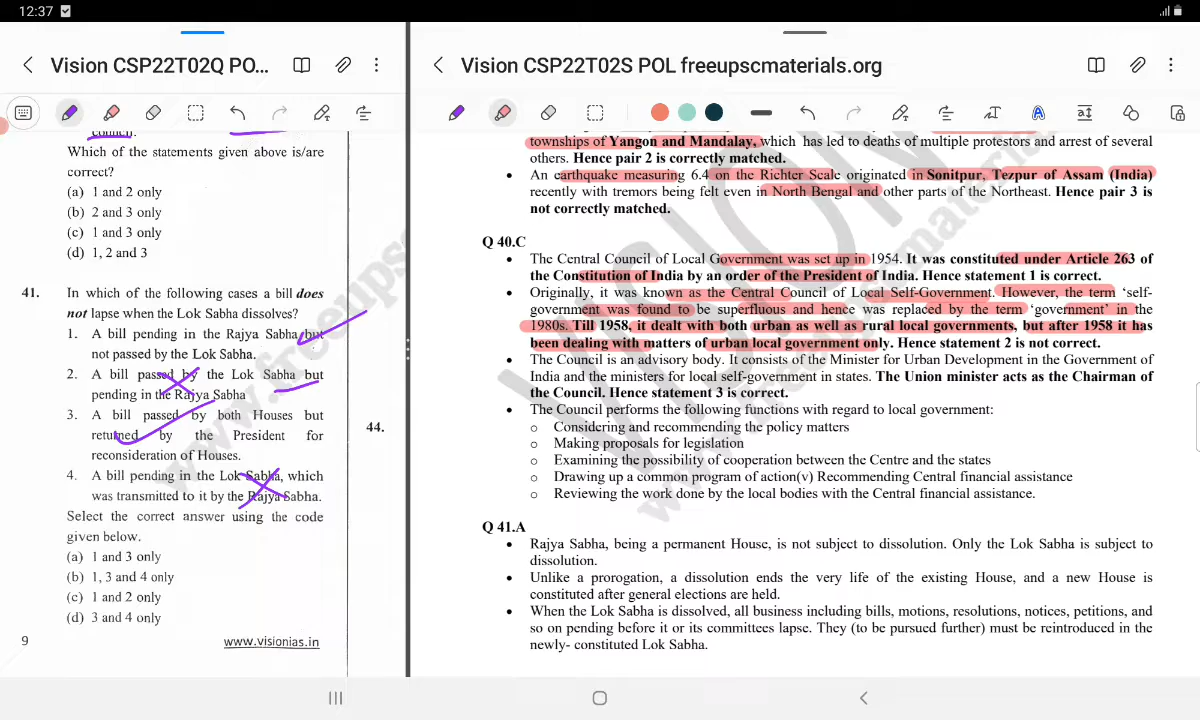 12:37
Vision CSP22T02Q PO...
council.
Which of the statements given above is/are
correct?
(a) 1 and 2 only
(b) 2 and 3 only
(c) 1 and 3 only
(d) 1, 2 and 3
41. In which of the following cases a bill does
not lapse when the Lok Sabha dissolves?
1. A bill pending in the Rajya Sabha but
not passed by the Lok Sabha.
2. A bill passed by the Lok Sabha but
pending in the Rajya Sabha
3. A bill passed by both Houses but
returned by the President for
reconsideration of Houses.
4. A bill pending in the Lok Sabha, which
was transmitted to it by the Rajya Sabha.
Select the correct answer using the code
given below.
(a) 1 and 3 only
(b) 1, 3 and 4 only
(c) 1 and 2 only
(d) 3 and 4 only
9 www.visionias.in
44.
Vision CSP22T02S POL freeupscmaterials.org
townships of Yangon and Mandalay, which has led to deaths of multiple protestors and arrest of several
others. Hence pair 2 is correctly matched.
• An earthquake measuring 6.4 on the Richter Scale originated in Sonitpur, Tezpur of Assam (India)
recently with tremors being felt even in North Bengal and other parts of the Northeast. Hence pair 3 is
not correctly matched.
Q 40.C
• The Central Council of Local Government was set up in 1954. It was constituted under Article 263 of
the Constitution of India by an order of the President of India. Hence statement 1 is correct.
• Originally, it was known as the Central Council of Local Self-Government. However, the term ‘self-
government was found to be superfluous and hence was replaced by the term ‘government’ in the
1980s. Till 1958, it dealt with both urban as well as rural local governments, but after 1958 it has
been dealing with matters of urban local government only. Hence statement 2 is not correct.
• The Council is an advisory body. It consists of the Minister for Urban Development in the Government of
India and the ministers for local self-government in states. The Union minister acts as the Chairman of
the Council. Hence statement 3 is correct.
• The Council performs the following functions with regard to local government:
o Considering and recommending the policy matters
o Making proposals for legislation
o Examining the possibility of cooperation between the Centre and the states
o Drawing up a common program of action(v) Recommending Central financial assistance
o Reviewing the work done by the local bodies with the Central financial assistance.
Q 41.A
• Rajya Sabha, being a permanent House, is not subject to dissolution. Only the Lok Sabha is subject to
dissolution.
• Unlike a prorogation, a dissolution ends the very life of the existing House, and a new House is
constituted after general elections are held.
• When the Lok Sabha is dissolved, all business including bills, motions, resolutions, notices, petitions, and
so on pending before it or its committees lapse. They (to be pursued further) must be reintroduced in the
newly- constituted Lok Sabha.